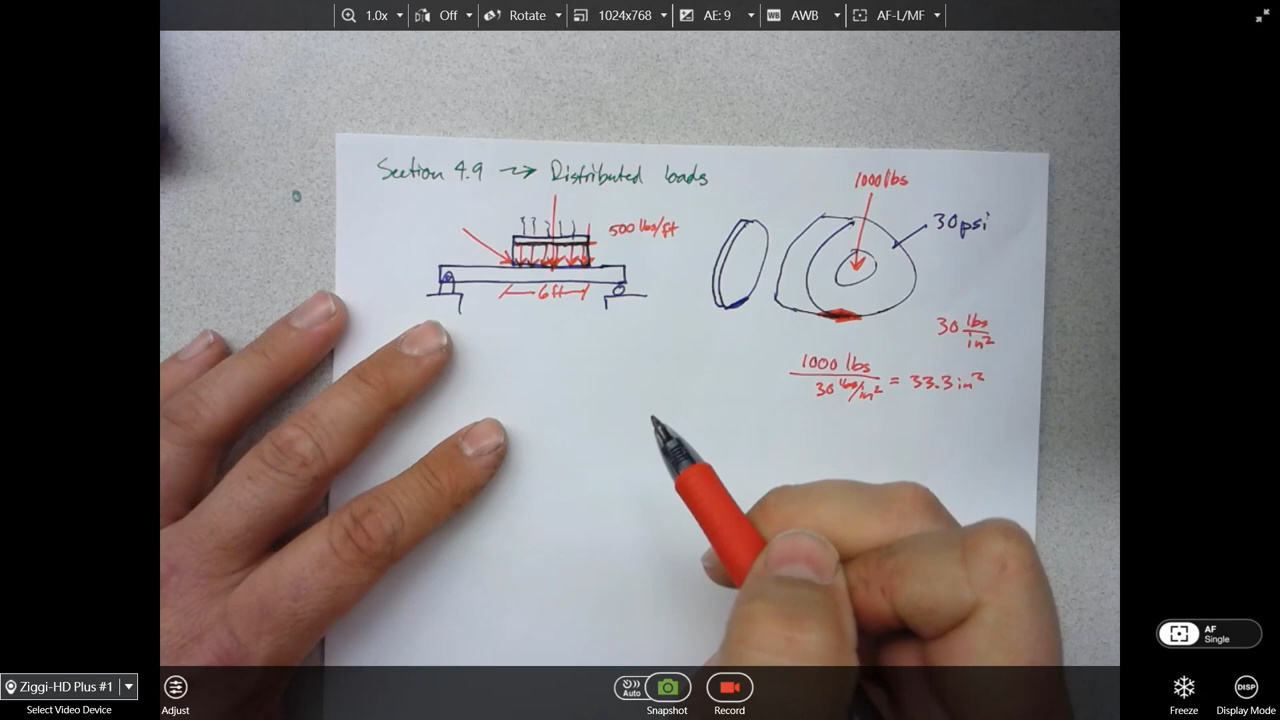 1.0x
Off
Rotate
1024x768
AE: 9
AWB
AF-L/MF
Section 4.9 → Distributed loads
1000 lbs
500 lbs/ft
30psi
6 ft
30 lbs/in²
1000 lbs
30 lbs/in² = 33.3 in²
AF
Single
Ziggi-HD Plus #1
Select Video Device
Adjust
Auto
Snapshot
Record
Freeze
DISP
Display Mode